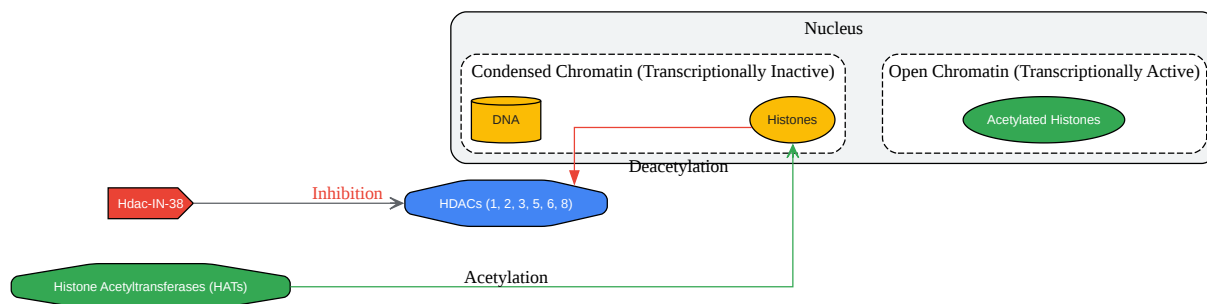 Nucleus
Condensed Chromatin (Transcriptionally Inactive)
Open Chromatin (Transcriptionally Active)
DNA
Histones
Acetylated Histones
Deacetylation
Hdac-IN-38
Inhibition
HDACs (1, 2, 3, 5, 6, 8)
Histone Acetyltransferases (HATs)
Acetylation